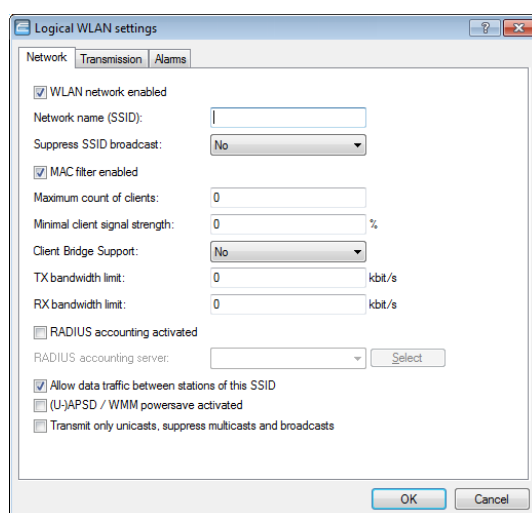 Logical WLAN settings
Network Transmission Alarms
WLAN network enabled
Network name (SSID):
Suppress SSID broadcast: No
MAC filter enabled
Maximum count of clients: 0
Minimal client signal strength: 0 %
Client Bridge Support: No
TX bandwidth limit: 0 kbit/s
RX bandwidth limit: 0 kbit/s
RADIUS accounting activated
RADIUS accounting server: Select
Allow data traffic between stations of this SSID
(U-)APSD / WMM powersave activated
Transmit only unicasts, suppress multicasts and broadcasts
OK Cancel